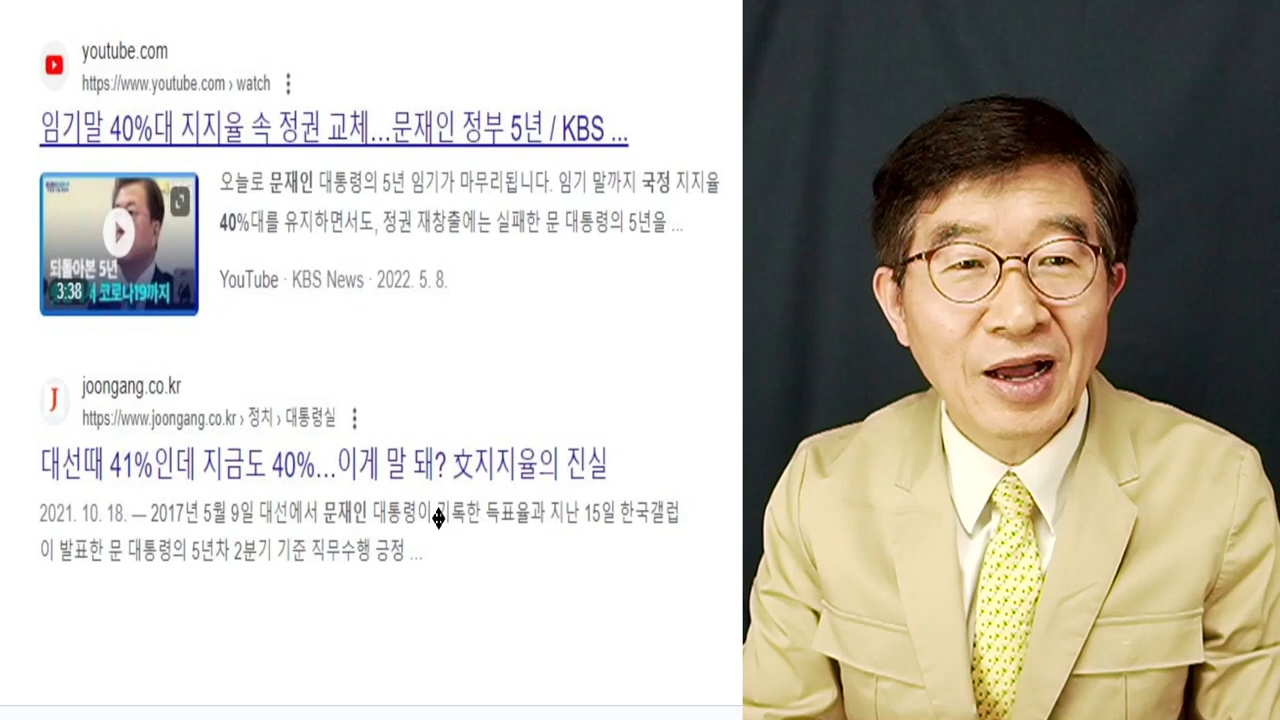 youtube.com
https://www.youtube.com › watch
임기말 40%대 지지율 속 정권 교체...문재인 정부 5년 / KBS ...
오늘로 문재인 대통령의 5년 임기가 마무리됩니다. 임기 말까지 국정 지지율
40%대를 유지하면서도, 정권 재창출에는 실패한 문 대통령의 5년을 ...
되돌아본 5년
3:38 코로나19까지
YouTube · KBS News · 2022. 5. 8.
J
joongang.co.kr
https://www.joongang.co.kr › 정치 › 대통령실
대선때 41%인데 지금도 40%...이게 말 돼? 文지지율의 진실
2021. 10. 18. — 2017년 5월 9일 대선에서 문재인 대통령이 기록한 득표율과 지난 15일 한국갤럽
이 발표한 문 대통령의 5년차 2분기 기준 직무수행 긍정 ...